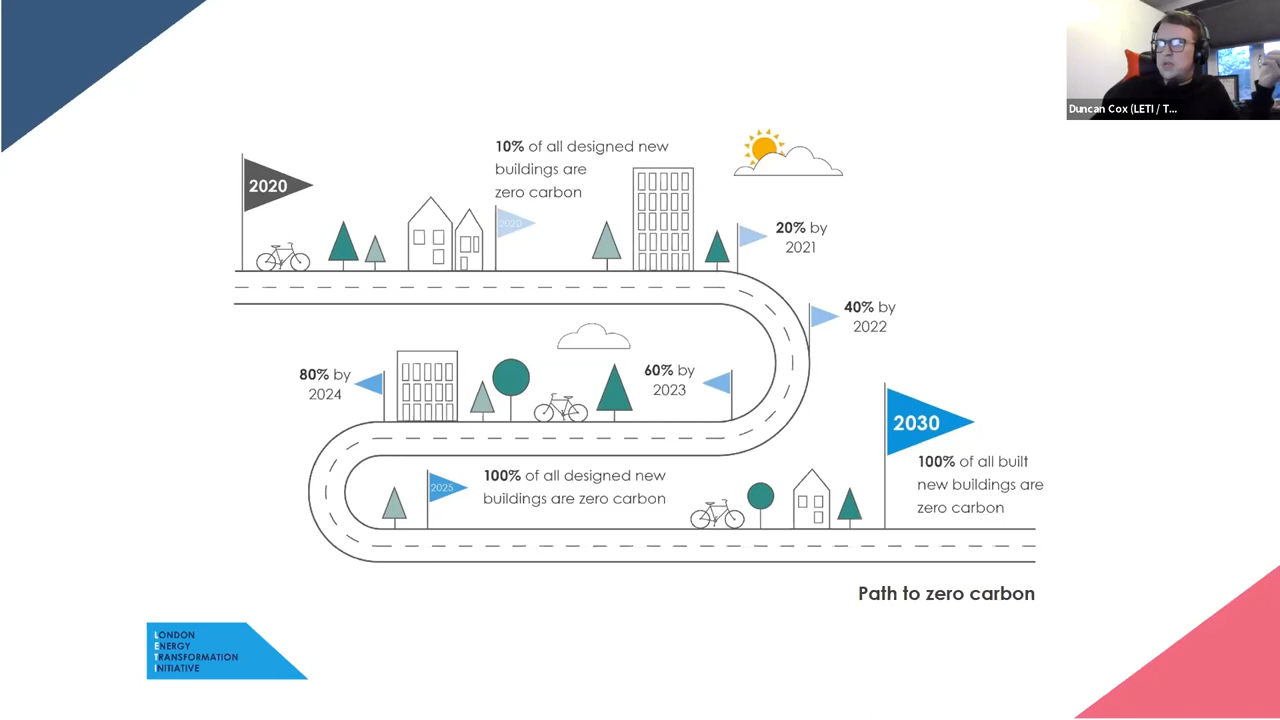 Duncan Cox (LETI / T...
10% of all designed new
buildings are
zero carbon
2020
2020
20% by
2021
40% by
2022
80% by
2024
60% by
2023
2030
100% of all built
new buildings are
zero carbon
2025
100% of all designed new
buildings are zero carbon
Path to zero carbon
LONDON
ENERGY
TRANSFORMATION
INITIATIVE